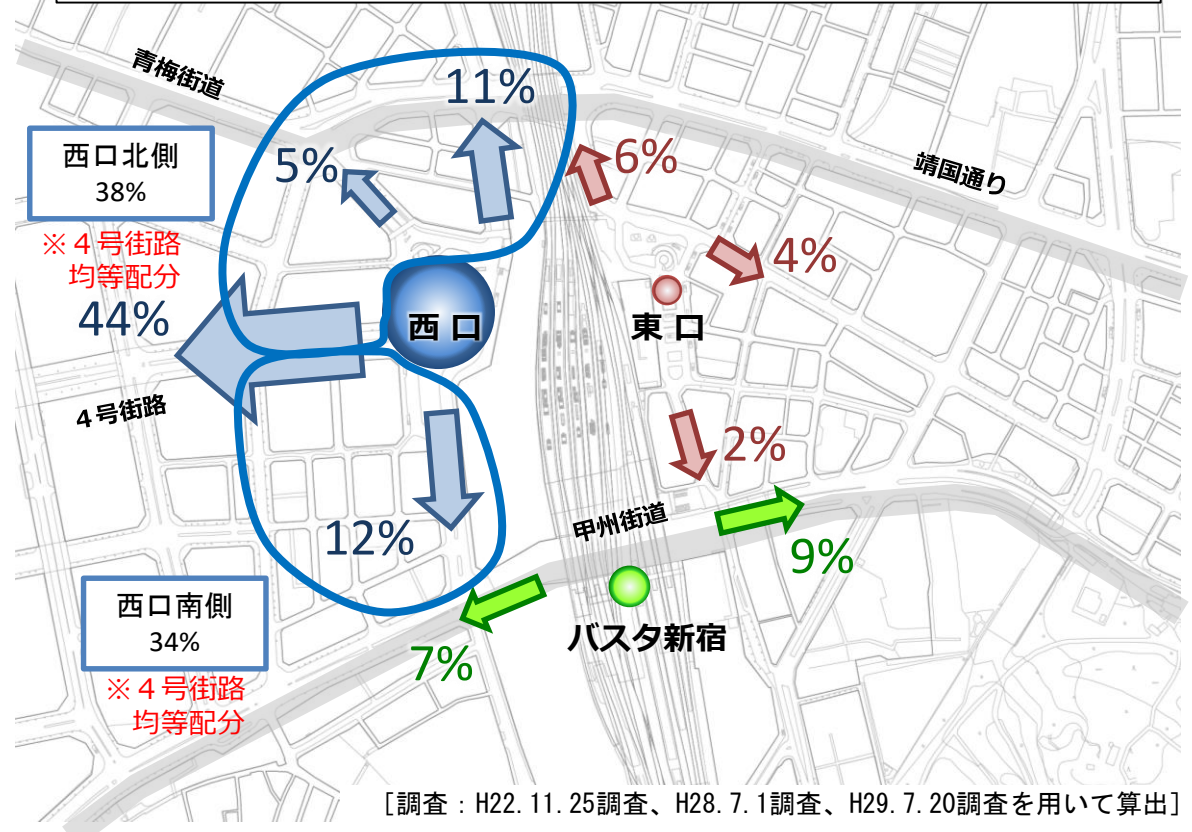 青梅街道
11%
5%
6%
靖国通り
西口北側
38%
※４号街路
均等配分
4%
44%
西口
東口
４号街路
2%
甲州街道
12%
9%
西口南側
34%
バスタ新宿
7%
※４号街路
均等配分
［調査：H22.11.25調査、H28.7.1調査、H29.7.20調査を用いて算出］